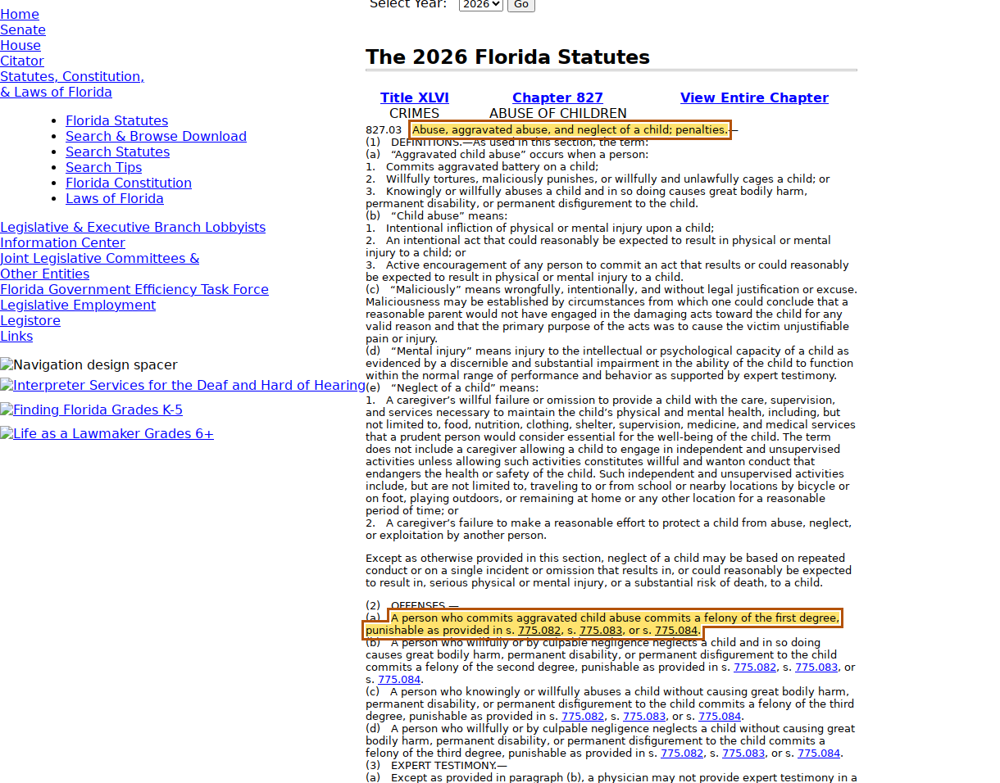 Select Year: 2026 Go
Home
Senate
House
Citator
Statutes, Constitution,
& Laws of Florida
Florida Statutes
Search & Browse Download
Search Statutes
Search Tips
Florida Constitution
Laws of Florida
Legislative & Executive Branch Lobbyists
Information Center
Joint Legislative Committees &
Other Entities
Florida Government Efficiency Task Force
Legislative Employment
Legistore
Links
Navigation design spacer
Interpreter Services for the Deaf and Hard of Hearing
Finding Florida Grades K-5
Life as a Lawmaker Grades 6+
The 2026 Florida Statutes
Title XLVI Chapter 827 View Entire Chapter
CRIMES ABUSE OF CHILDREN
827.03 Abuse, aggravated abuse, and neglect of a child; penalties.—
(1) DEFINITIONS.—As used in this section, the term:
(a) “Aggravated child abuse” occurs when a person:
1. Commits aggravated battery on a child;
2. Willfully tortures, maliciously punishes, or willfully and unlawfully cages a child; or
3. Knowingly or willfully abuses a child and in so doing causes great bodily harm,
permanent disability, or permanent disfigurement to the child.
(b) “Child abuse” means:
1. Intentional infliction of physical or mental injury upon a child;
2. An intentional act that could reasonably be expected to result in physical or mental
injury to a child; or
3. Active encouragement of any person to commit an act that results or could reasonably
be expected to result in physical or mental injury to a child.
(c) “Maliciously” means wrongfully, intentionally, and without legal justification or excuse.
Maliciousness may be established by circumstances from which one could conclude that a
reasonable parent would not have engaged in the damaging acts toward the child for any
valid reason and that the primary purpose of the acts was to cause the victim unjustifiable
pain or injury.
(d) “Mental injury” means injury to the intellectual or psychological capacity of a child as
evidenced by a discernible and substantial impairment in the ability of the child to function
within the normal range of performance and behavior as supported by expert testimony.
(e) “Neglect of a child” means:
1. A caregiver’s willful failure or omission to provide a child with the care, supervision,
and services necessary to maintain the child’s physical and mental health, including, but
not limited to, food, nutrition, clothing, shelter, supervision, medicine, and medical services
that a prudent person would consider essential for the well-being of the child. The term
does not include a caregiver allowing a child to engage in independent and unsupervised
activities unless allowing such activities constitutes willful and wanton conduct that
endangers the health or safety of the child. Such independent and unsupervised activities
include, but are not limited to, traveling to or from school or nearby locations by bicycle or
on foot, playing outdoors, or remaining at home or any other location for a reasonable
period of time; or
2. A caregiver’s failure to make a reasonable effort to protect a child from abuse, neglect,
or exploitation by another person.
Except as otherwise provided in this section, neglect of a child may be based on repeated
conduct or on a single incident or omission that results in, or could reasonably be expected
to result in, serious physical or mental injury, or a substantial risk of death, to a child.
(2) OFFENSES.—
(a) A person who commits aggravated child abuse commits a felony of the first degree,
punishable as provided in s. 775.082, s. 775.083, or s. 775.084.
(b) A person who willfully or by culpable negligence neglects a child and in so doing
causes great bodily harm, permanent disability, or permanent disfigurement to the child
commits a felony of the second degree, punishable as provided in s. 775.082, s. 775.083, or
s. 775.084.
(c) A person who knowingly or willfully abuses a child without causing great bodily harm,
permanent disability, or permanent disfigurement to the child commits a felony of the third
degree, punishable as provided in s. 775.082, s. 775.083, or s. 775.084.
(d) A person who willfully or by culpable negligence neglects a child without causing great
bodily harm, permanent disability, or permanent disfigurement to the child commits a
felony of the third degree, punishable as provided in s. 775.082, s. 775.083, or s. 775.084.
(3) EXPERT TESTIMONY.—
(a) Except as provided in paragraph (b), a physician may not provide expert testimony in a